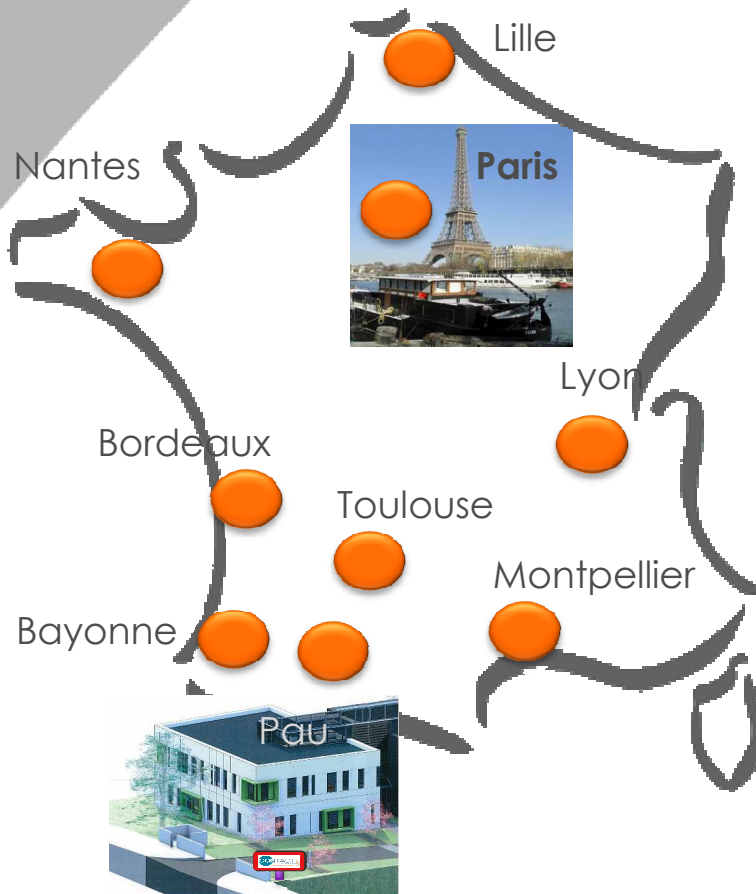 Lille
Nantes
Paris
Lyon
Bordeaux
Toulouse
Montpellier
Bayonne
Pau